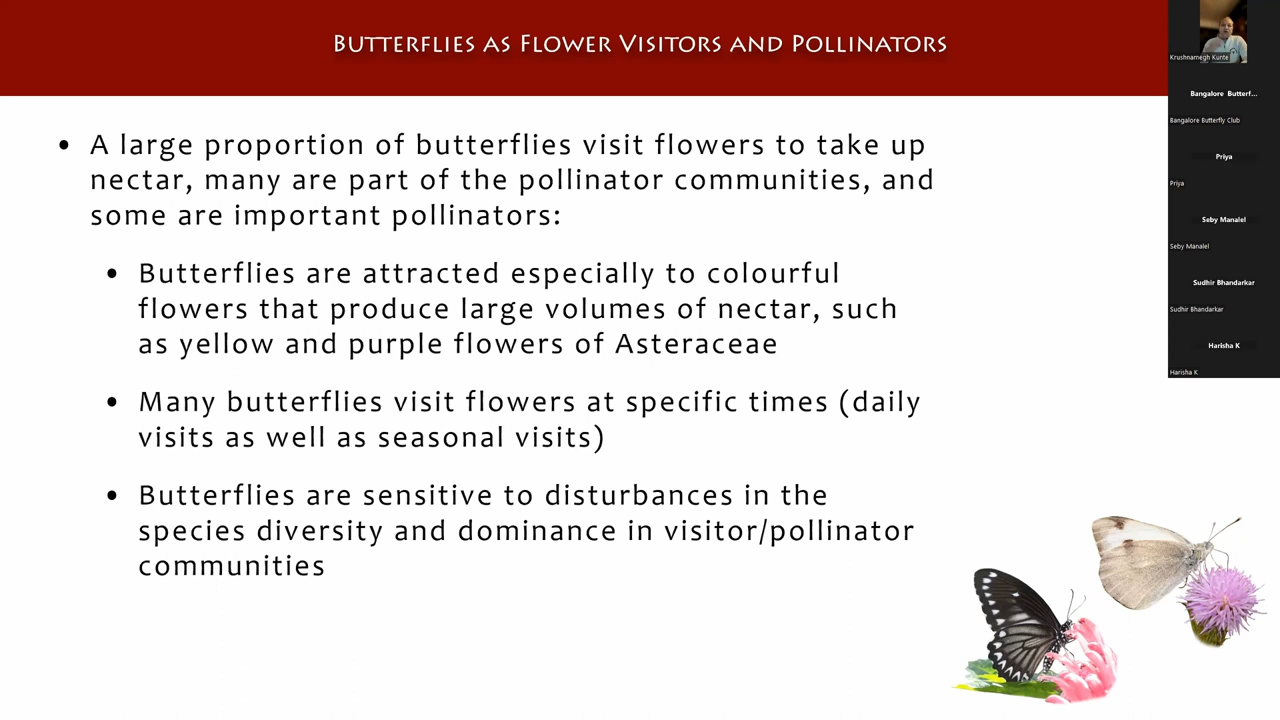 Butterflies as Flower Visitors and Pollinators
• A large proportion of butterflies visit flowers to take up
nectar, many are part of the pollinator communities, and
some are important pollinators:
• Butterflies are attracted especially to colourful
flowers that produce large volumes of nectar, such
as yellow and purple flowers of Asteraceae
• Many butterflies visit flowers at specific times (daily
visits as well as seasonal visits)
• Butterflies are sensitive to disturbances in the
species diversity and dominance in visitor/pollinator
communities
Krushnamegh Kunte
Bangalore Butterf...
Bangalore Butterfly Club
Priya
Priya
Seby Manalel
Seby Manalel
Sudhir Bhandarkar
Sudhir Bhandarkar
Harisha K
Harisha K